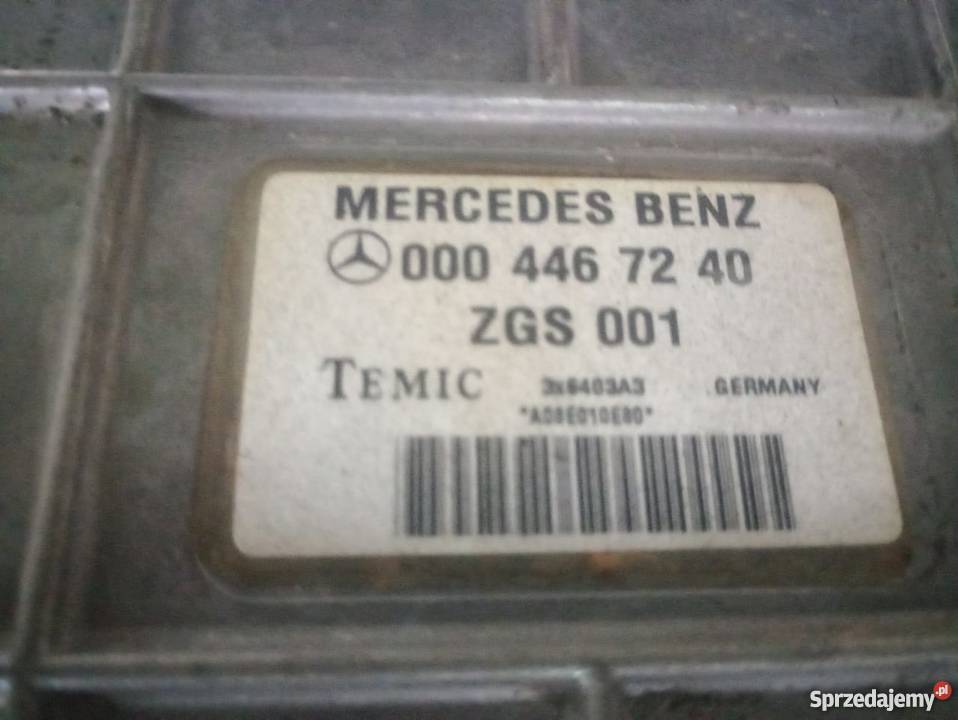 MERCEDES BENZ
000 446 72 40
ZGS 001
TEMIC GERMANY
Sprzedajemy.pl